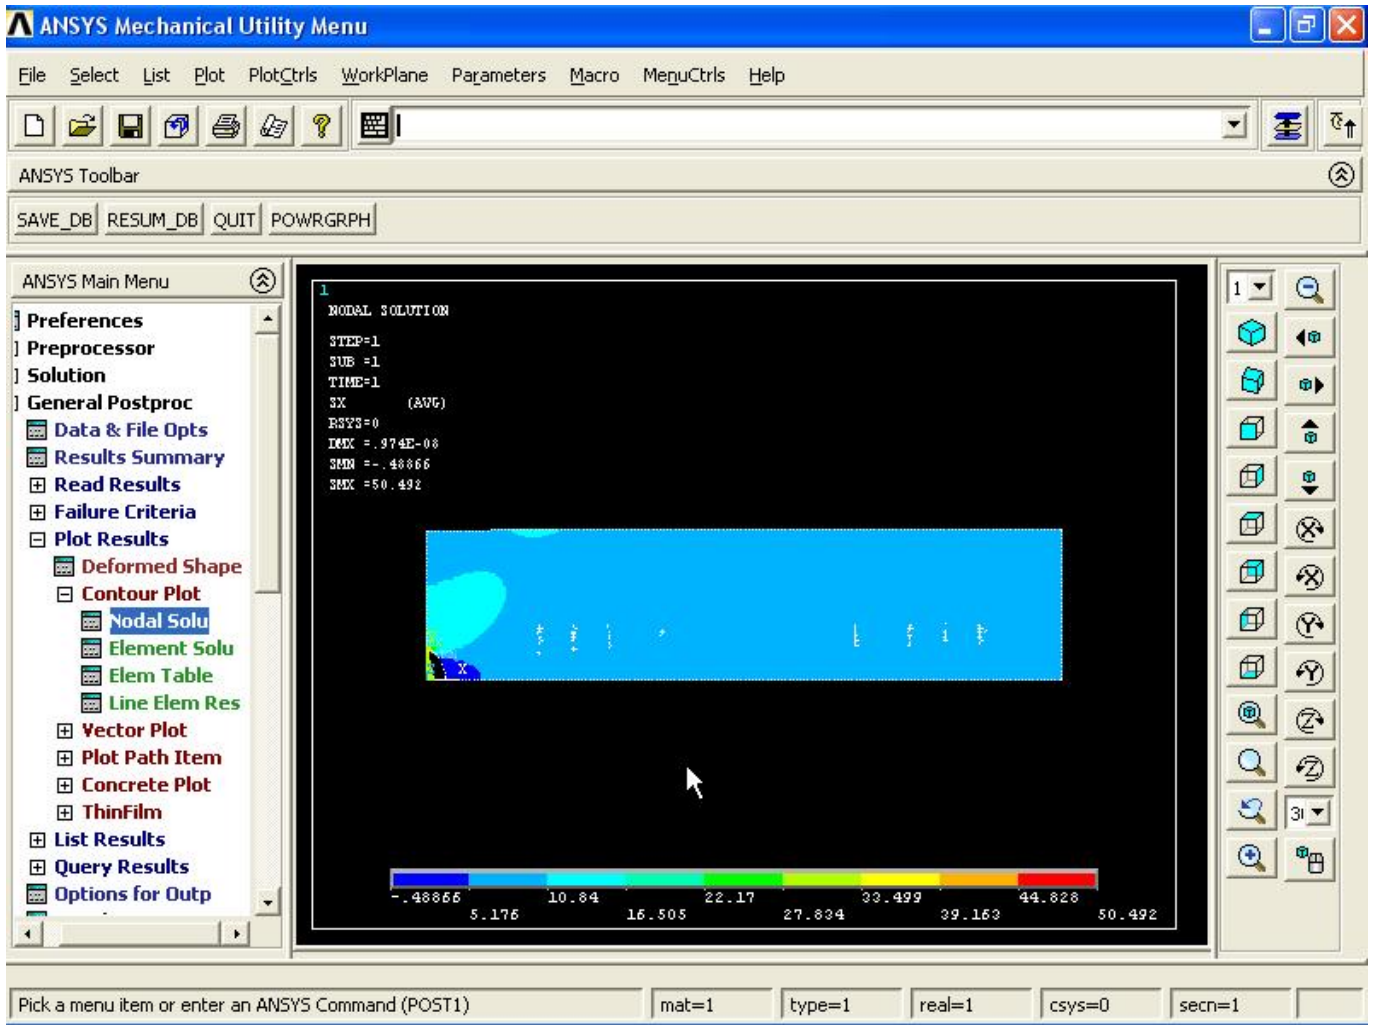 ANSYS Mechanical Utility Menu
File Select List Plot PlotCtrls WorkPlane Parameters Macro MenuCtrls Help
ANSYS Toolbar
SAVE_DB RESUM_DB QUIT POWRGRPH
ANSYS Main Menu
Preferences
Preprocessor
Solution
General Postproc
Data & File Opts
Results Summary
Read Results
Failure Criteria
Plot Results
Deformed Shape
Contour Plot
Nodal Solu
Element Solu
Elem Table
Line Elem Res
Vector Plot
Plot Path Item
Concrete Plot
ThinFilm
List Results
Query Results
Options for Outp
1
NODAL SOLUTION
STEP=1
SUB =1
TIME=1
SX (AVG)
RSYS=0
DMX =.974E-08
SMN =-.48866
SMX =50.492
X
-.48866 10.84 22.17 33.499 44.828
5.176 16.505 27.834 39.163 50.492
1
Pick a menu item or enter an ANSYS Command (POST1) mat=1 type=1 real=1 csys=0 secn=1